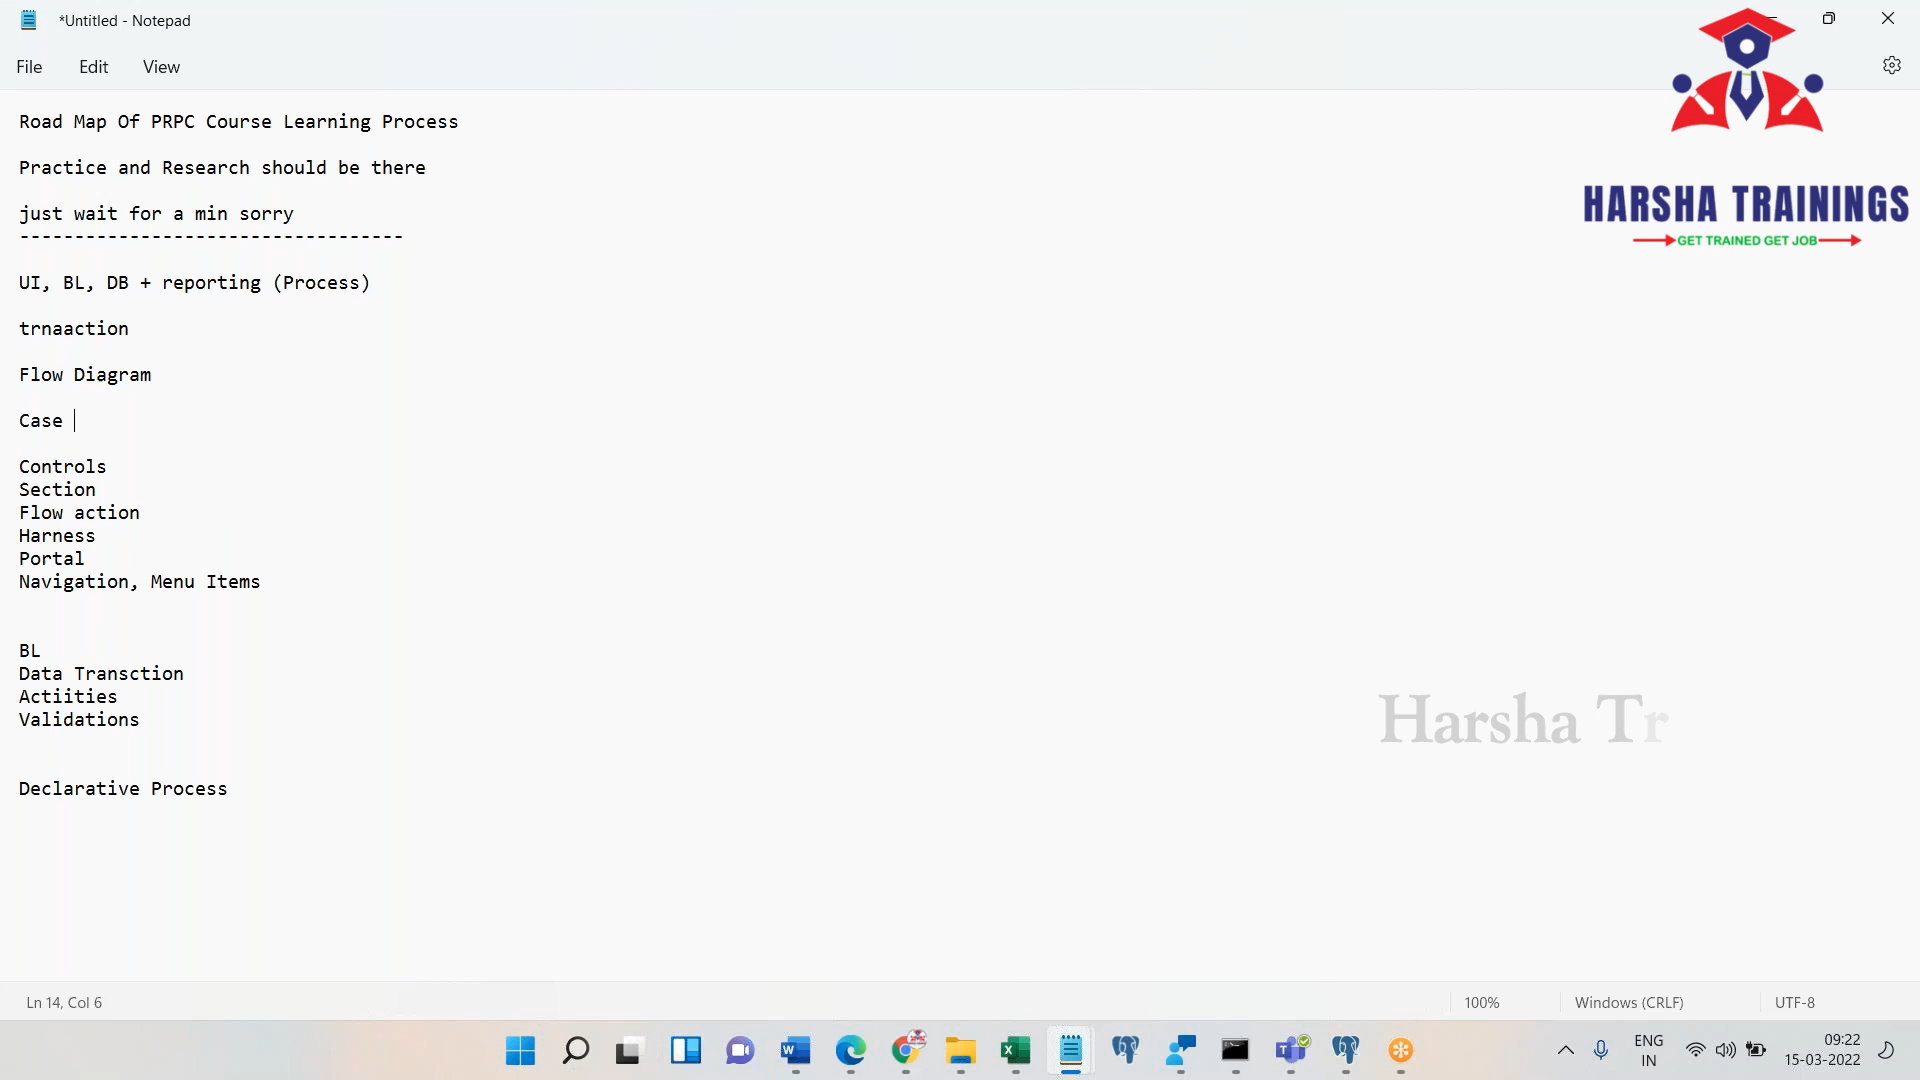 *Untitled - Notepad
File Edit View
Road Map Of PRPC Course Learning Process
Practice and Research should be there
just wait for a min sorry
-----------------------------------
UI, BL, DB + reporting (Process)
trnaaction
Flow Diagram
Case
Controls
Section
Flow action
Harness
Portal
Navigation, Menu Items
BL
Data Transction
Actiities
Validations
Declarative Process
HARSHA TRAININGS
GET TRAINED GET JOB
Harsha Tr
Ln 14, Col 6
100%
Windows (CRLF)
UTF-8
ENG
IN
09:22
15-03-2022